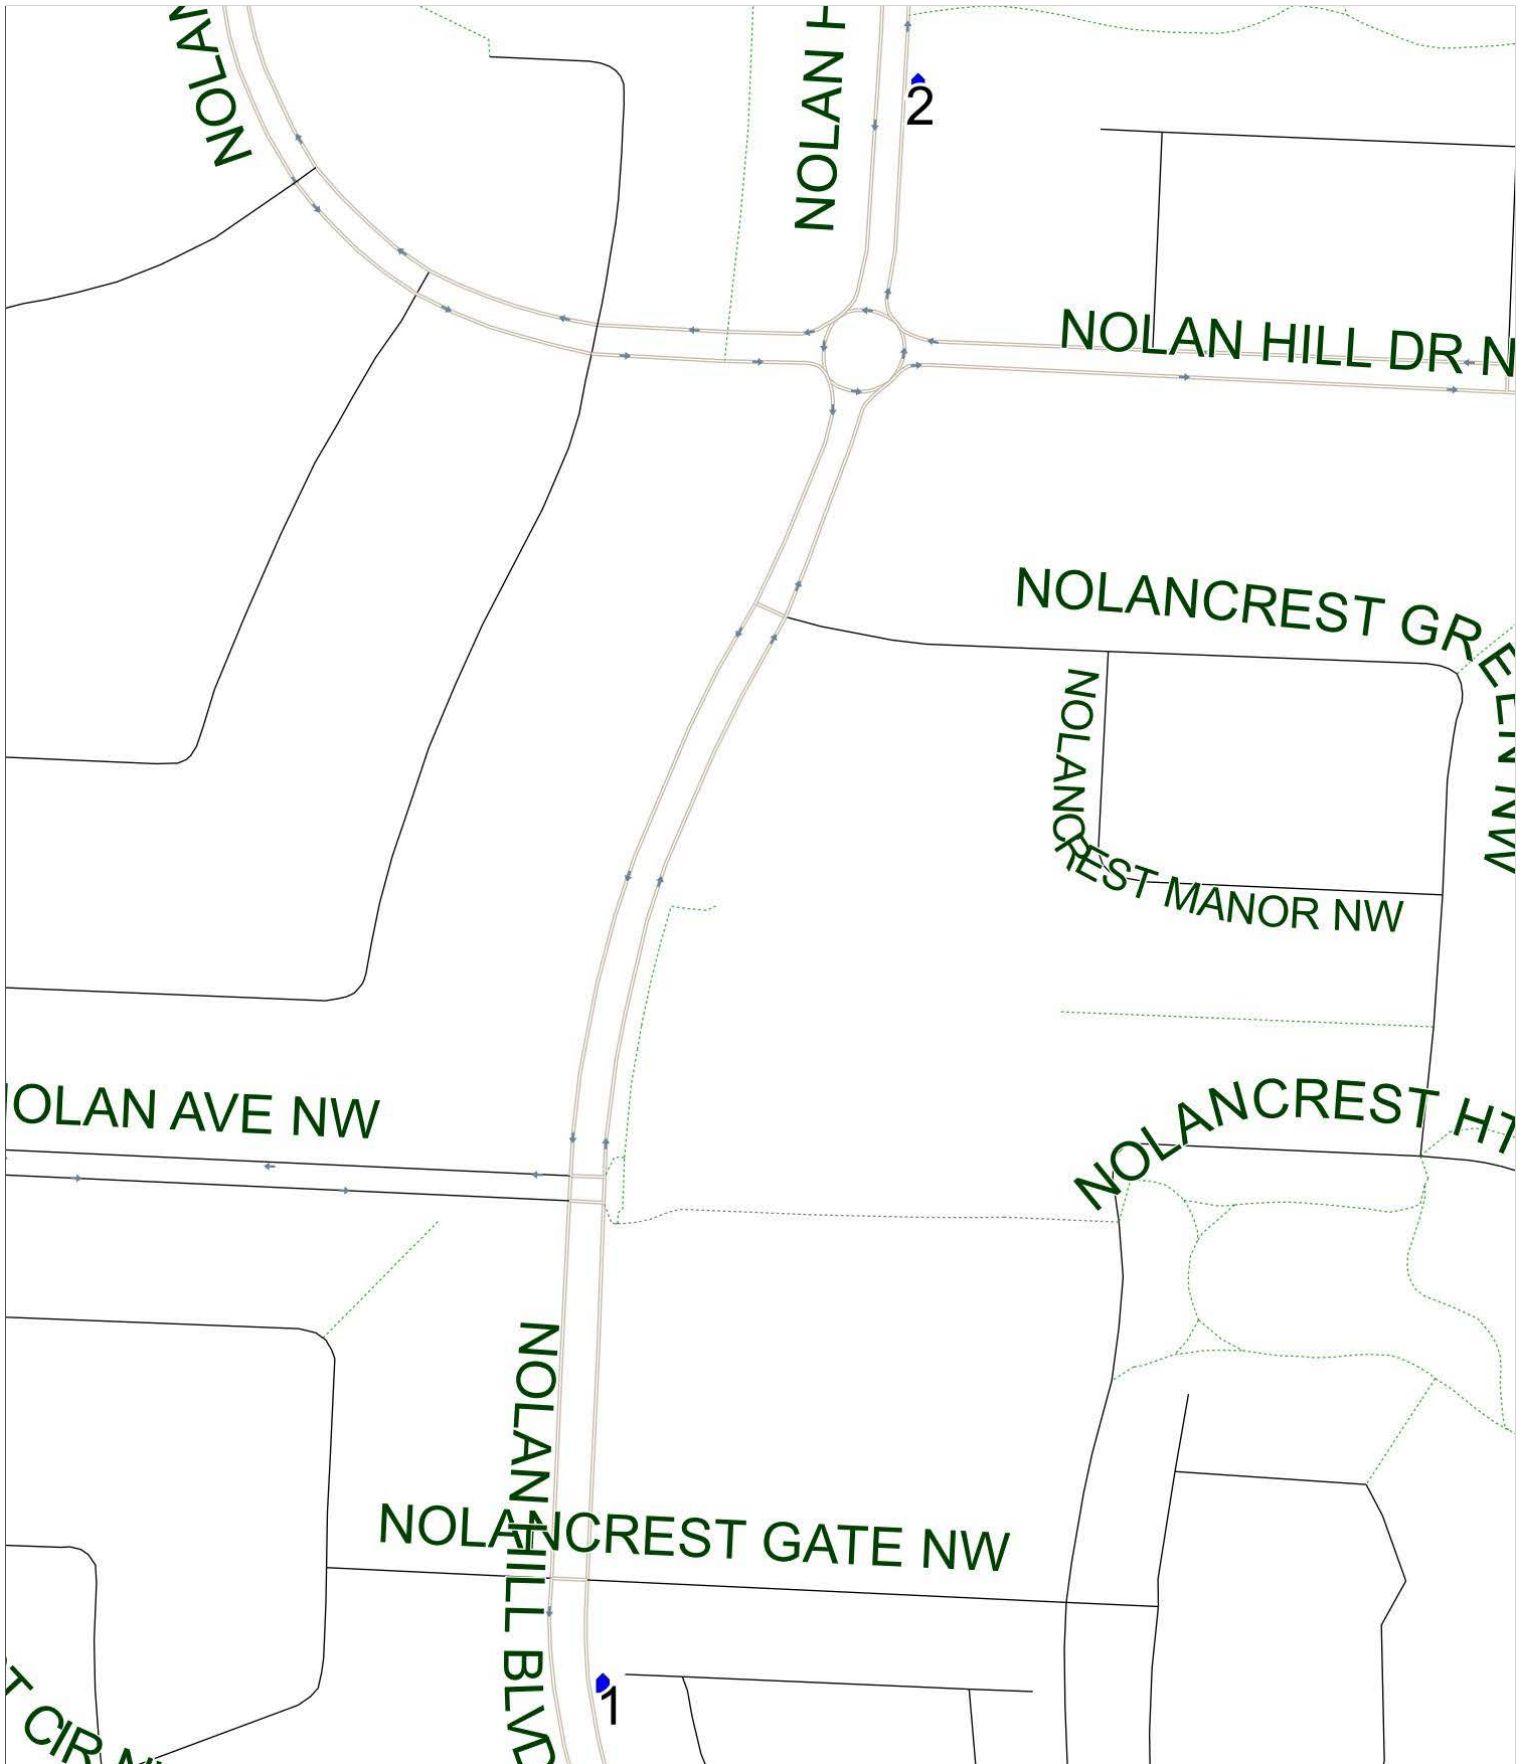 NOLAN
NOLAN H
2
NOLAN HILL DR N
NOLANCREST GREEN NW
NOLANCREST MANOR NW
OLAN AVE NW
NOLANCREST HT
NOLAN HILL BLVD
NOLANCREST GATE NW
1
T CIR N